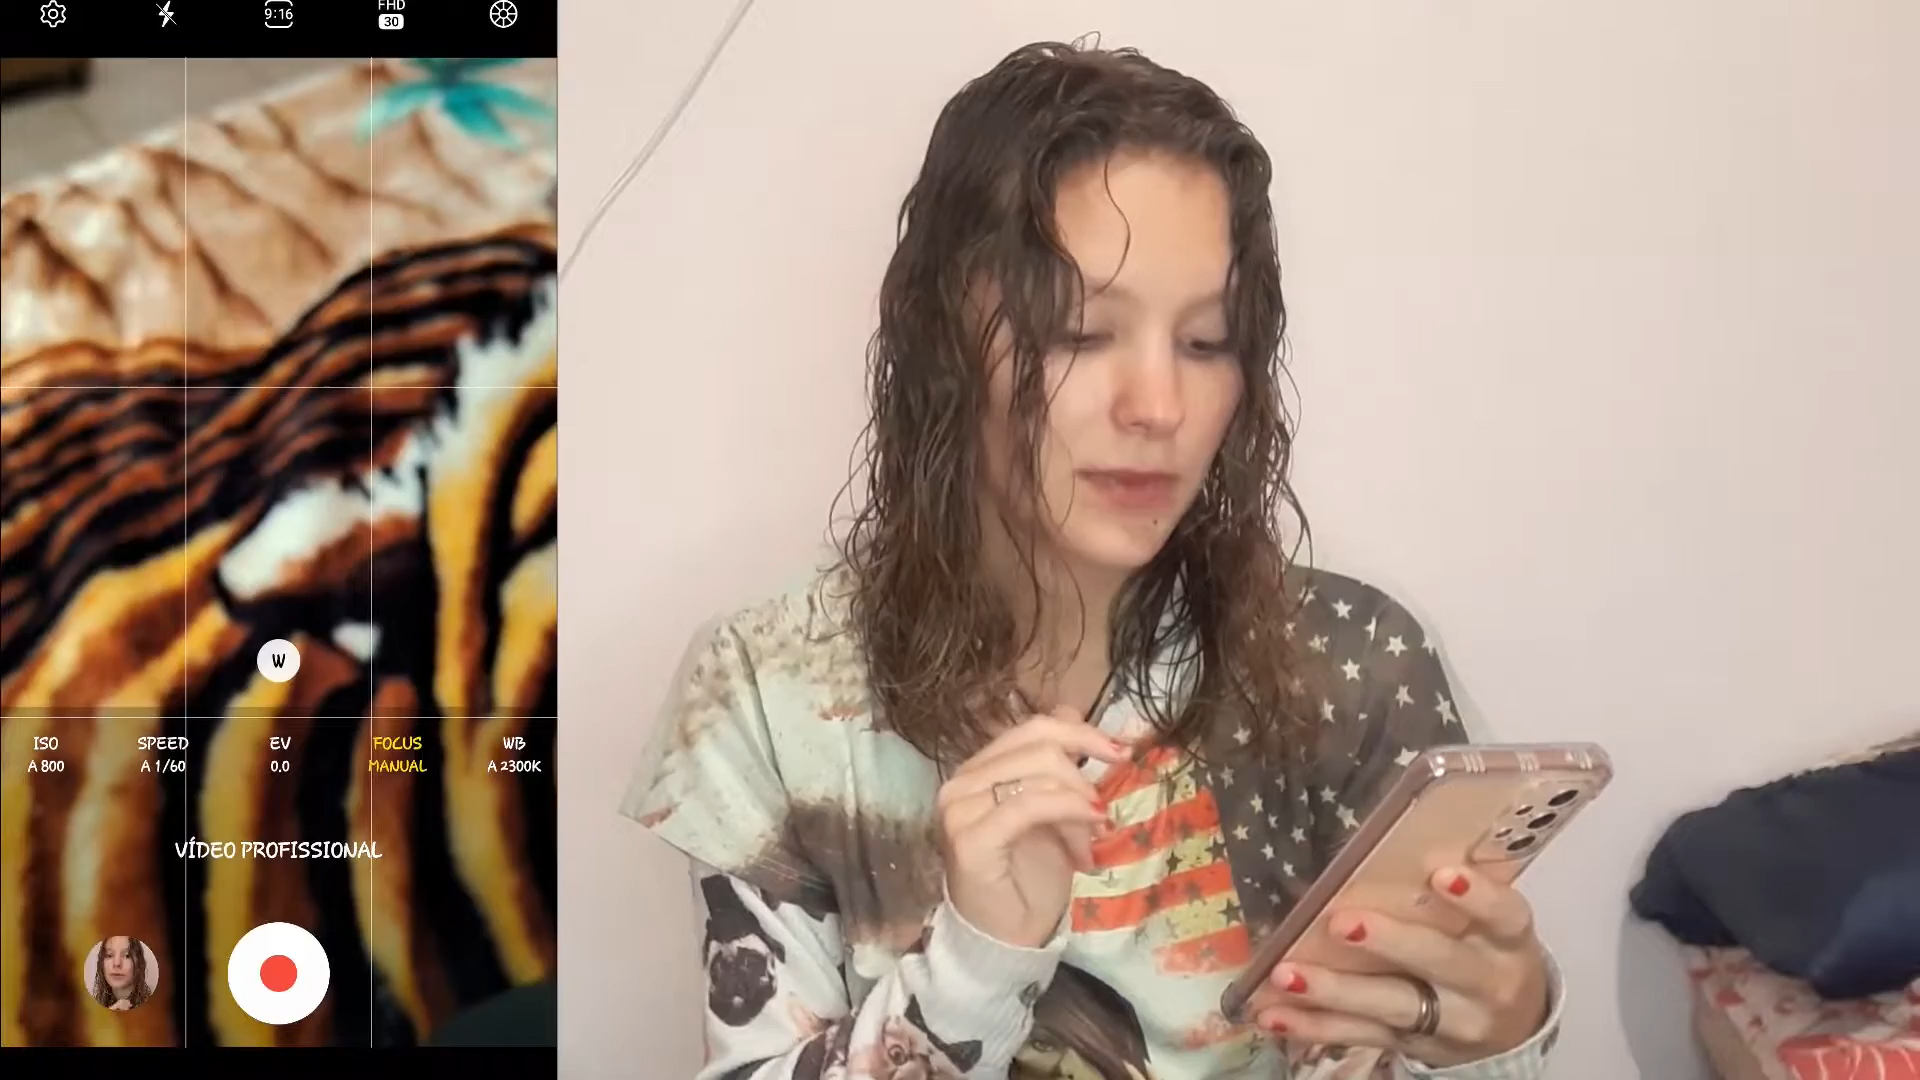 9:16
FHD
30
W
ISO SPEED EV FOCUS WB
A 800 A 1/60 0.0 MANUAL A 2300K
VÍDEO PROFISSIONAL